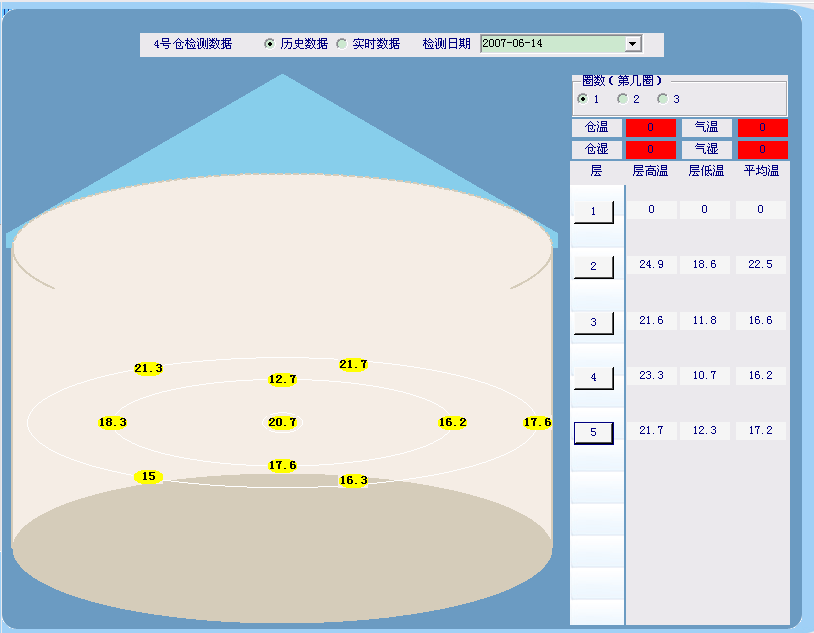 4号仓检测数据 历史数据 实时数据 检测日期 2007-06-14
圈数(第几圈)
1 2 3
仓温 0 气温 0
仓湿 0 气湿 0
层 层高温 层低温 平均温
1 0 0 0
2 24.9 18.6 22.5
3 21.6 11.8 16.6
4 23.3 10.7 16.2
5 21.7 12.3 17.2
21.3 21.7
12.7
18.3 20.7 16.2 17.6
17.6
15 16.3